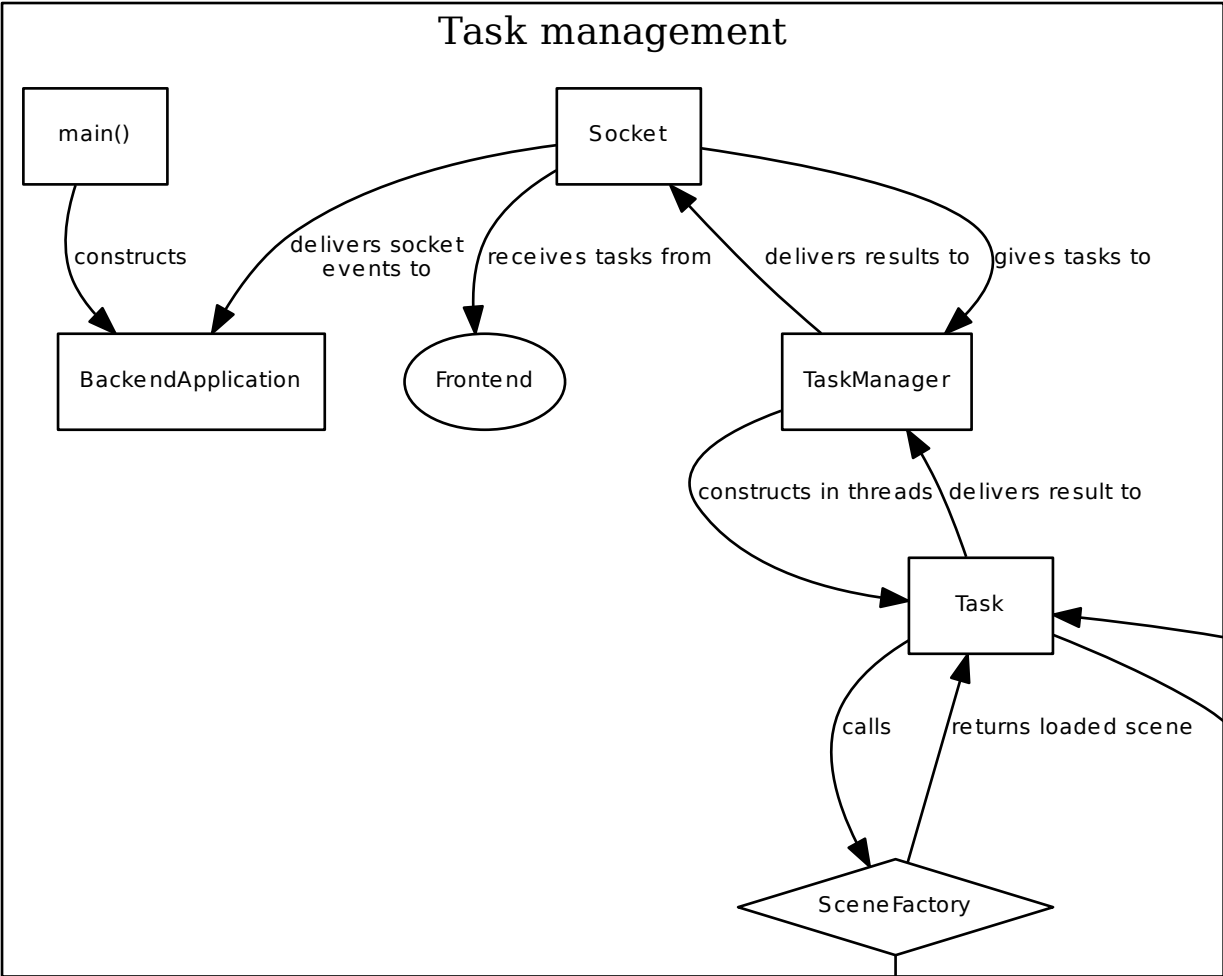 Task management
main()
Socket
constructs
delivers socket
events to
receives tasks from
delivers results to
gives tasks to
BackendApplication
Frontend
TaskManager
constructs in threads
delivers result to
Task
calls
returns loaded scene
SceneFactory